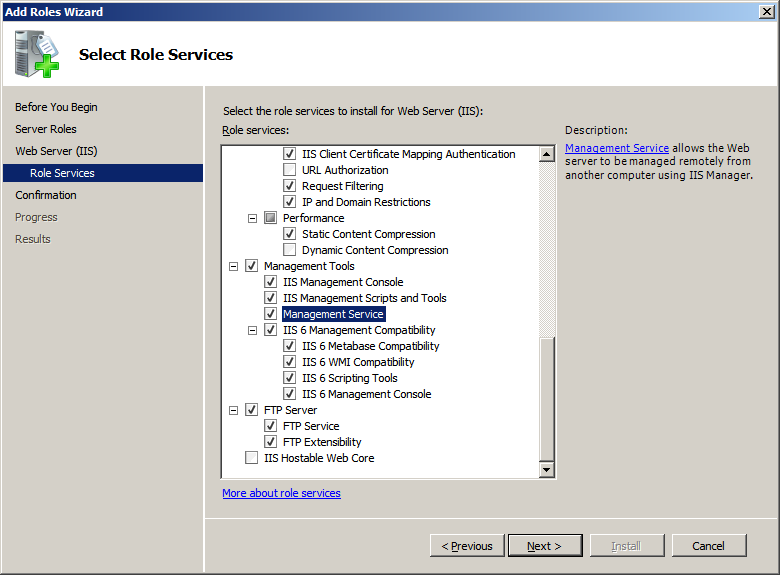 Add Roles Wizard
Select Role Services
Before You Begin
Server Roles
Web Server (IIS)
Role Services
Confirmation
Progress
Results
Select the role services to install for Web Server (IIS):
Role services:
IIS Client Certificate Mapping Authentication
URL Authorization
Request Filtering
IP and Domain Restrictions
Performance
Static Content Compression
Dynamic Content Compression
Management Tools
IIS Management Console
IIS Management Scripts and Tools
Management Service
IIS 6 Management Compatibility
IIS 6 Metabase Compatibility
IIS 6 WMI Compatibility
IIS 6 Scripting Tools
IIS 6 Management Console
FTP Server
FTP Service
FTP Extensibility
IIS Hostable Web Core
More about role services
Description:
Management Service allows the Web
server to be managed remotely from
another computer using IIS Manager.
< Previous
Next >
Install
Cancel